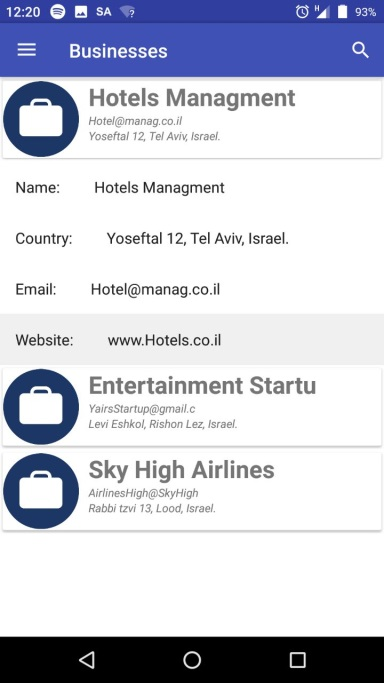 12:20 SA ? H 93%
Businesses
Hotels Managment
Hotel@manag.co.il
Yoseftal 12, Tel Aviv, Israel.
Name: Hotels Managment
Country: Yoseftal 12, Tel Aviv, Israel.
Email: Hotel@manag.co.il
Website: www.Hotels.co.il
Entertainment Startu
YairsStartup@gmail.c
Levi Eshkol, Rishon Lez, Israel.
Sky High Airlines
AirlinesHigh@SkyHigh
Rabbi tzvi 13, Lood, Israel.